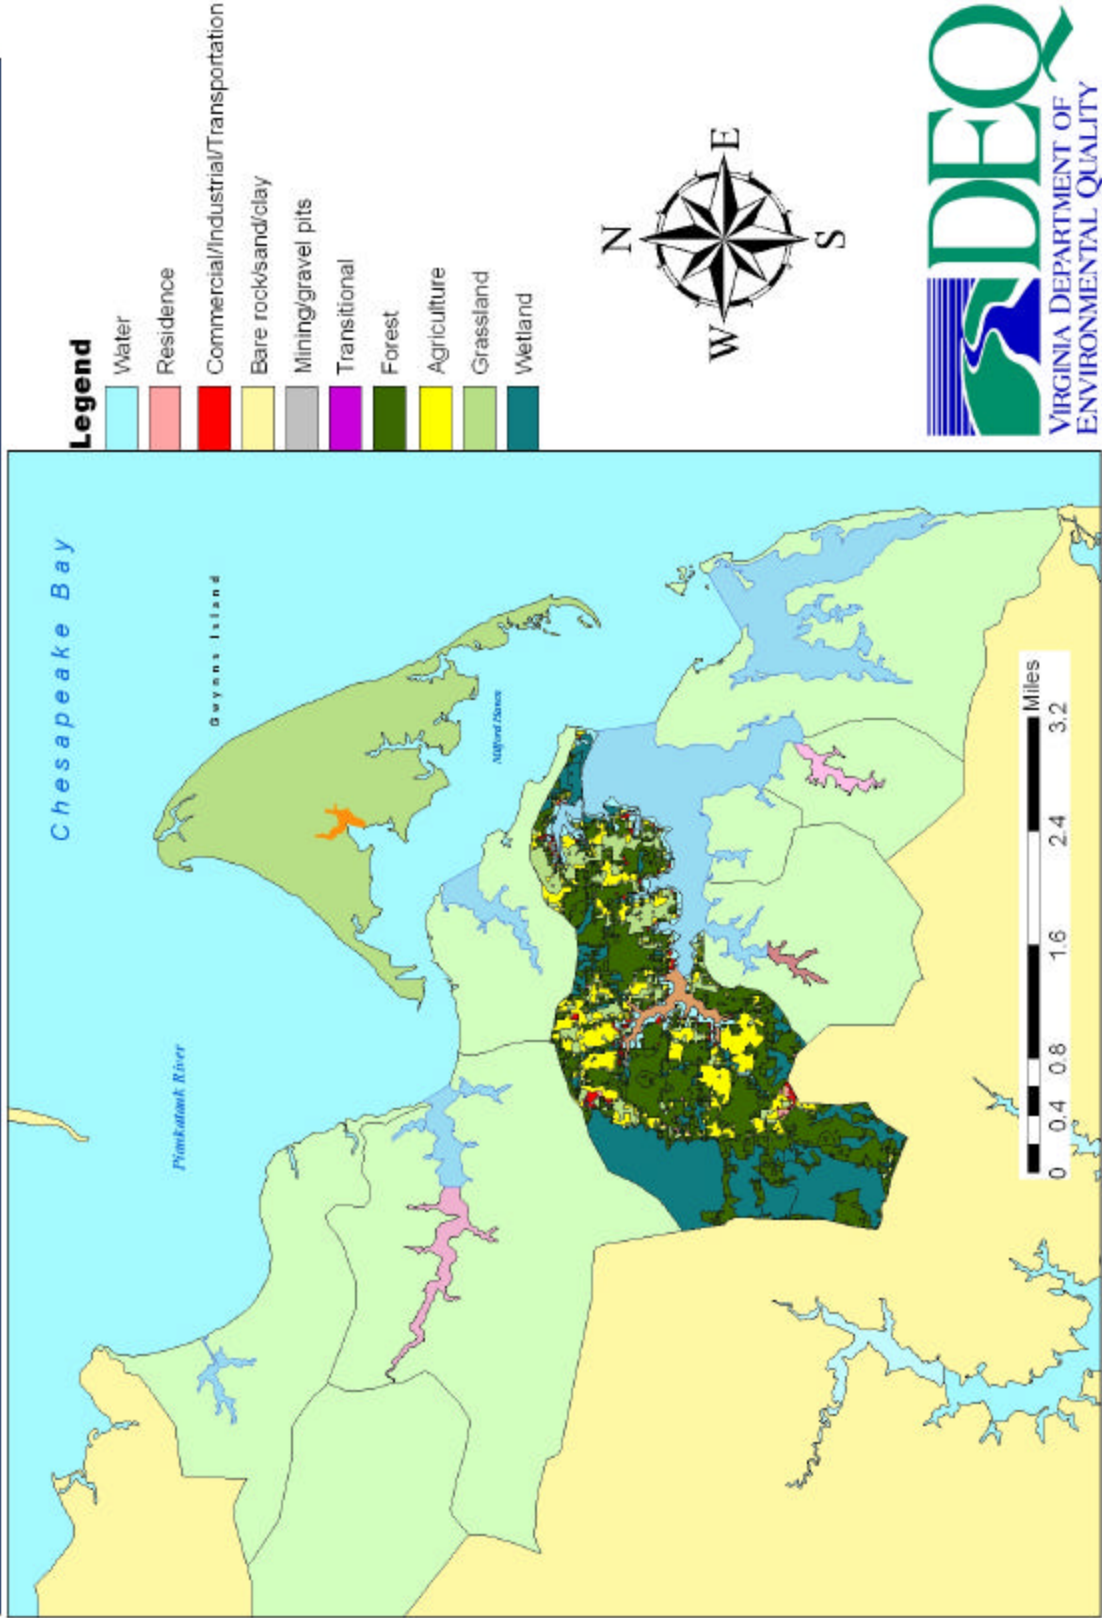 Chesapeake Bay
Gwynns Island
Milford Haven
Piankatank River
0 0.4 0.8 1.6 2.4 3.2
Miles
Legend
Water
Residence
Commercial/Industrial/Transportation
Bare rock/sand/clay
Mining/gravel pits
Transitional
Forest
Agriculture
Grassland
Wetland
N
W E
S
DEQ
VIRGINIA DEPARTMENT OF
ENVIRONMENTAL QUALITY